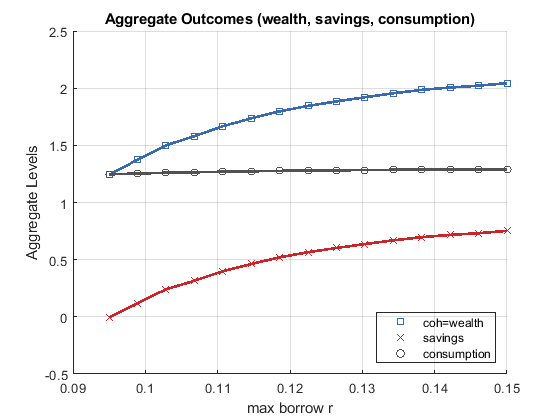 Aggregate Outcomes (wealth, savings, consumption)
2.5
2
1.5
1
0.5
0
-0.5
Aggregate Levels
coh=wealth
savings
consumption
0.09
0.1
0.11
0.12
0.13
0.14
0.15
max borrow r